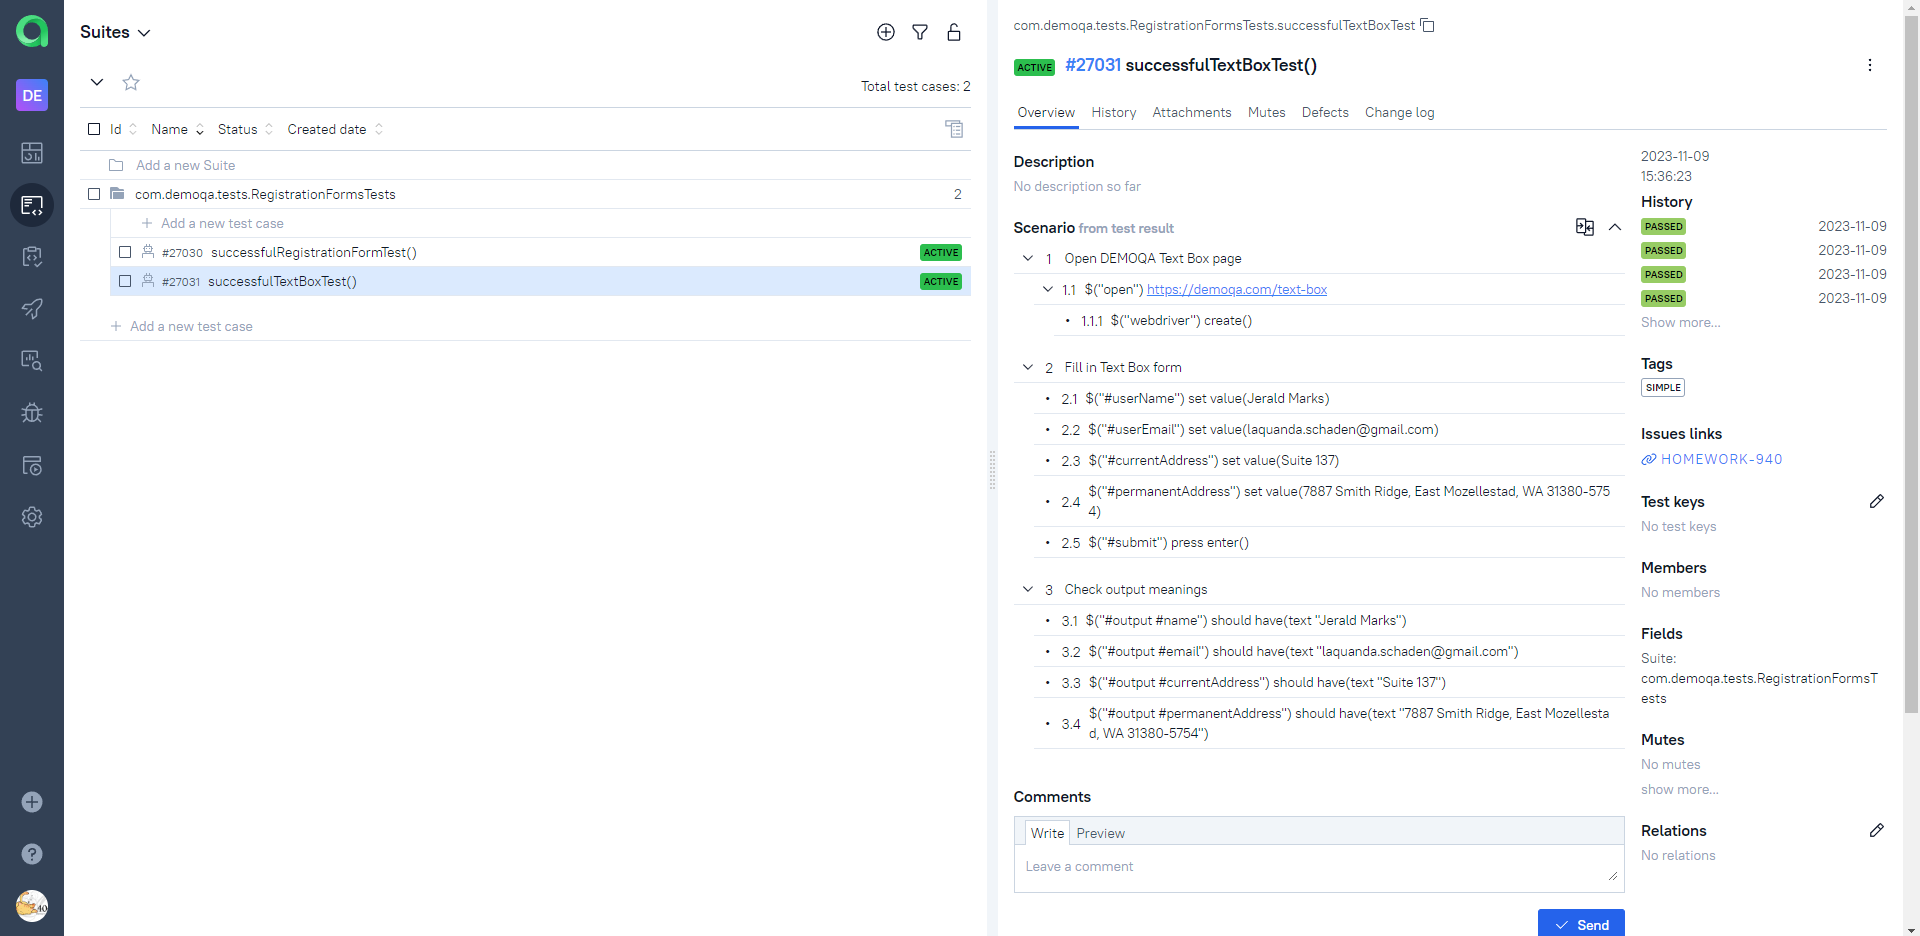 DE
Suites
Total test cases: 2
Id Name Status Created date
Add a new Suite
com.demoqa.tests.RegistrationFormsTests 2
Add a new test case
#27030 successfulRegistrationFormTest() ACTIVE
#27031 successfulTextBoxTest() ACTIVE
Add a new test case
com.demoqa.tests.RegistrationFormsTests.successfulTextBoxTest
ACTIVE #27031 successfulTextBoxTest()
Overview History Attachments Mutes Defects Change log
Description
No description so far
Scenario from test result
1 Open DEMOQA Text Box page
1.1 $("open") https://demoqa.com/text-box
1.1.1 $("webdriver") create()
2 Fill in Text Box form
2.1 $("#userName") set value(Jerald Marks)
2.2 $("#userEmail") set value(laquanda.schaden@gmail.com)
2.3 $("#currentAddress") set value(Suite 137)
2.4 $("#permanentAddress") set value(7887 Smith Ridge, East Mozellestad, WA 31380-575
4)
2.5 $("#submit") press enter()
3 Check output meanings
3.1 $("#output #name") should have(text "Jerald Marks")
3.2 $("#output #email") should have(text "laquanda.schaden@gmail.com")
3.3 $("#output #currentAddress") should have(text "Suite 137")
3.4 $("#output #permanentAddress") should have(text "7887 Smith Ridge, East Mozellesta
d, WA 31380-5754")
Comments
Write Preview
Leave a comment
Send
2023-11-09
15:36:23
History
PASSED 2023-11-09
PASSED 2023-11-09
PASSED 2023-11-09
PASSED 2023-11-09
Show more...
Tags
SIMPLE
Issues links
HOMEWORK-940
Test keys
No test keys
Members
No members
Fields
Suite:
com.demoqa.tests.RegistrationFormsT
ests
Mutes
No mutes
show more...
Relations
No relations